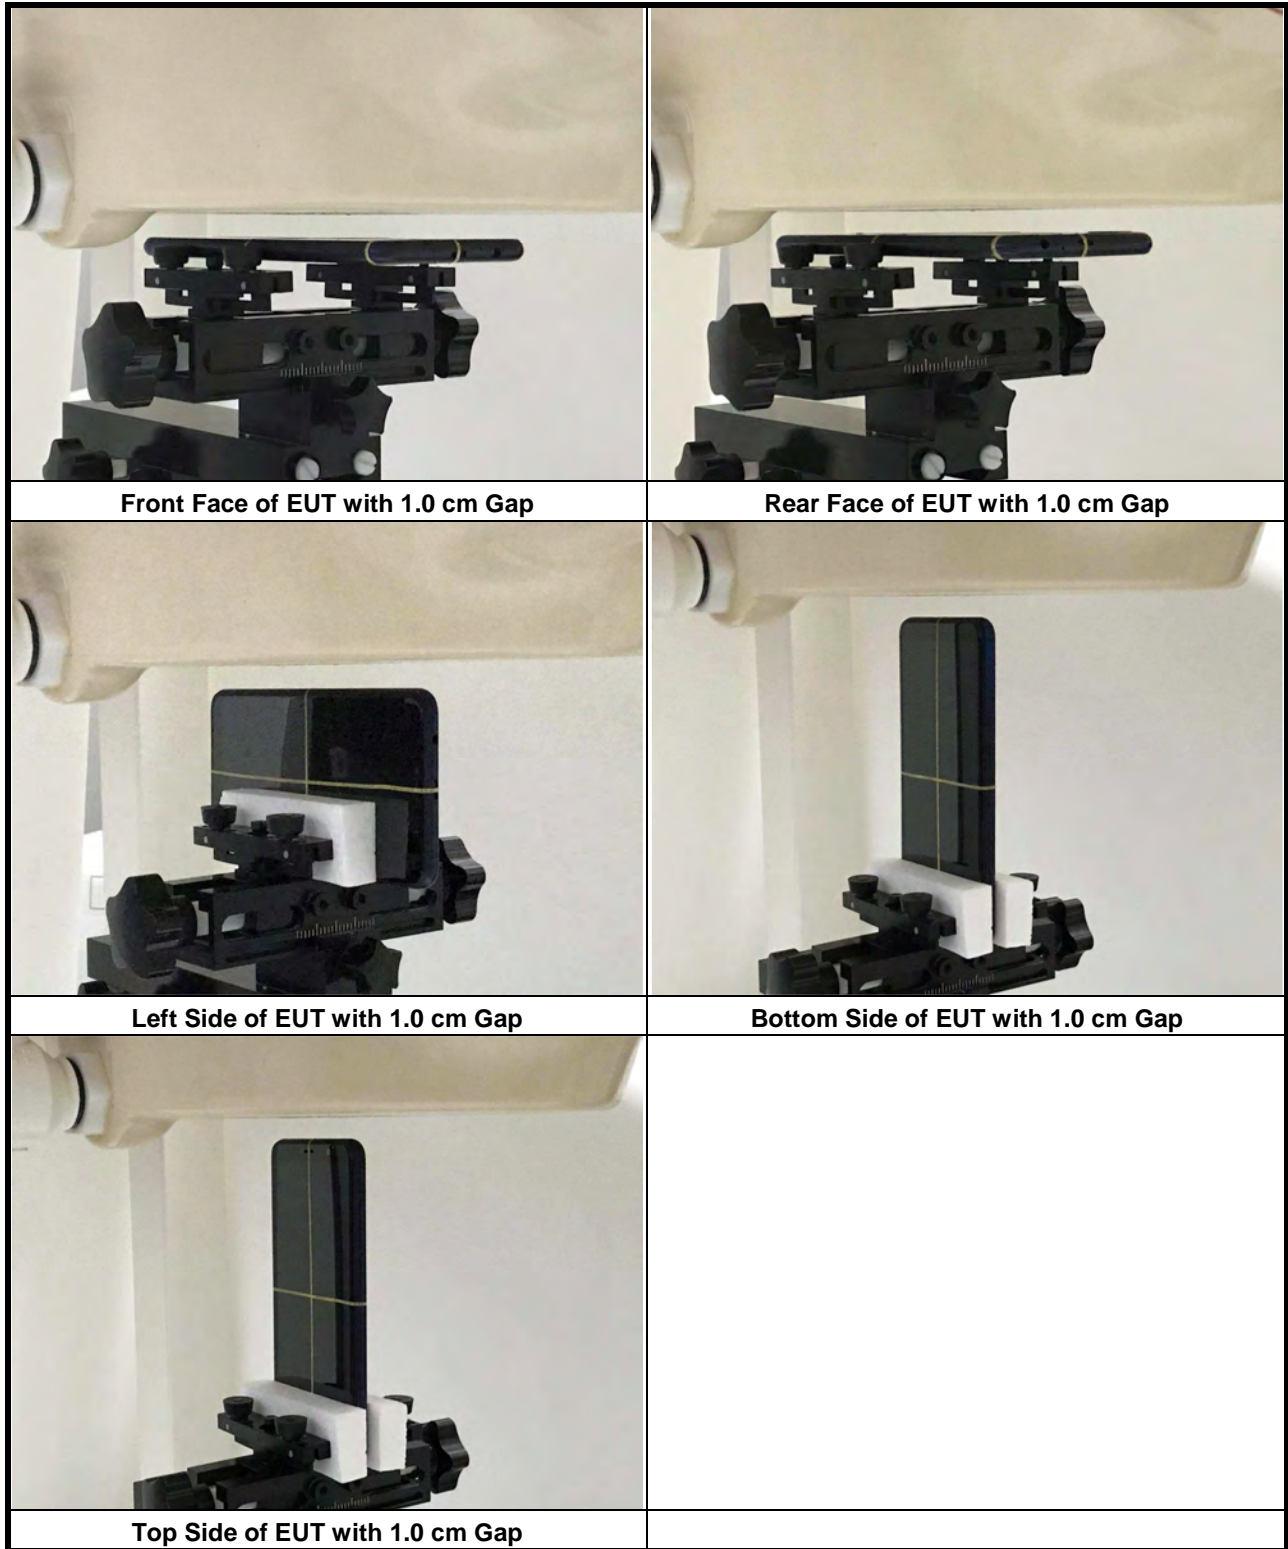 Front Face of EUT with 1.0 cm Gap
Rear Face of EUT with 1.0 cm Gap
Left Side of EUT with 1.0 cm Gap
Bottom Side of EUT with 1.0 cm Gap
Top Side of EUT with 1.0 cm Gap